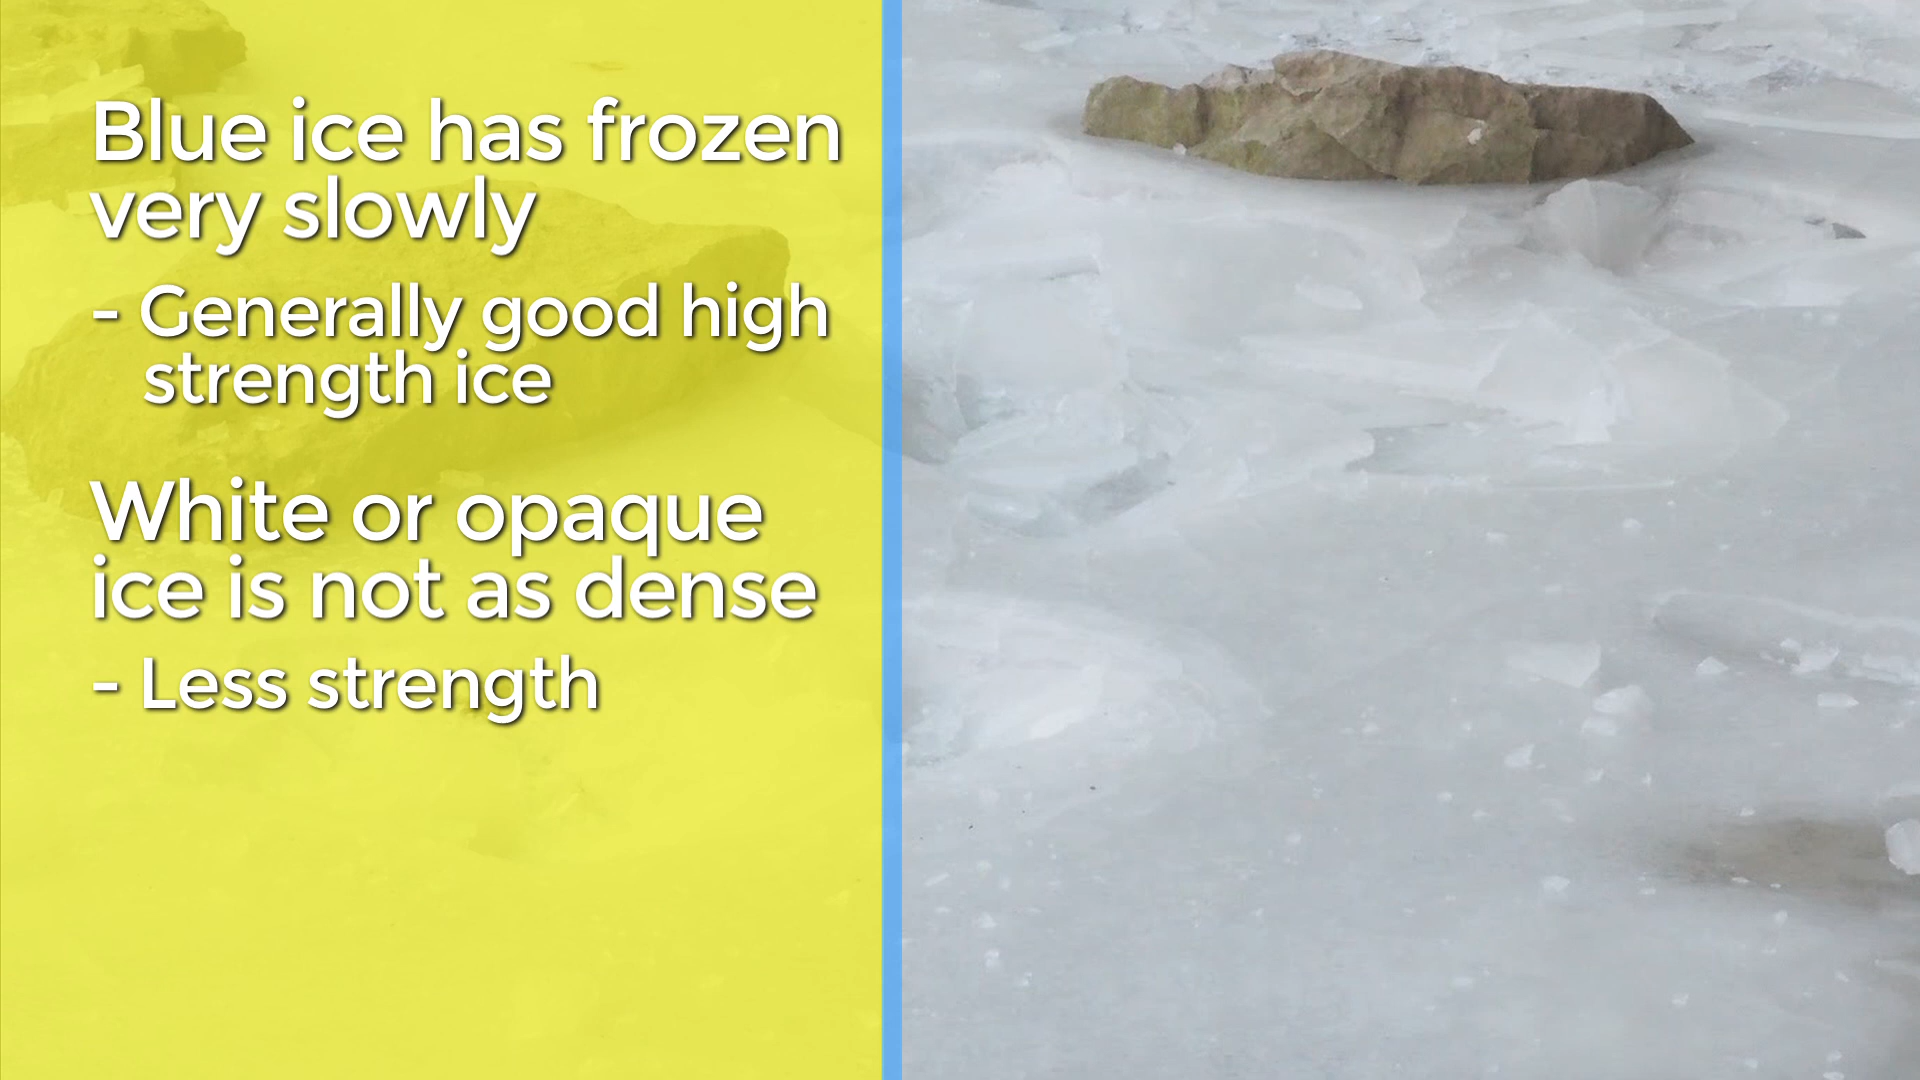 Blue ice has frozen
very slowly
- Generally good high
strength ice
White or opaque
ice is not as dense
- Less strength